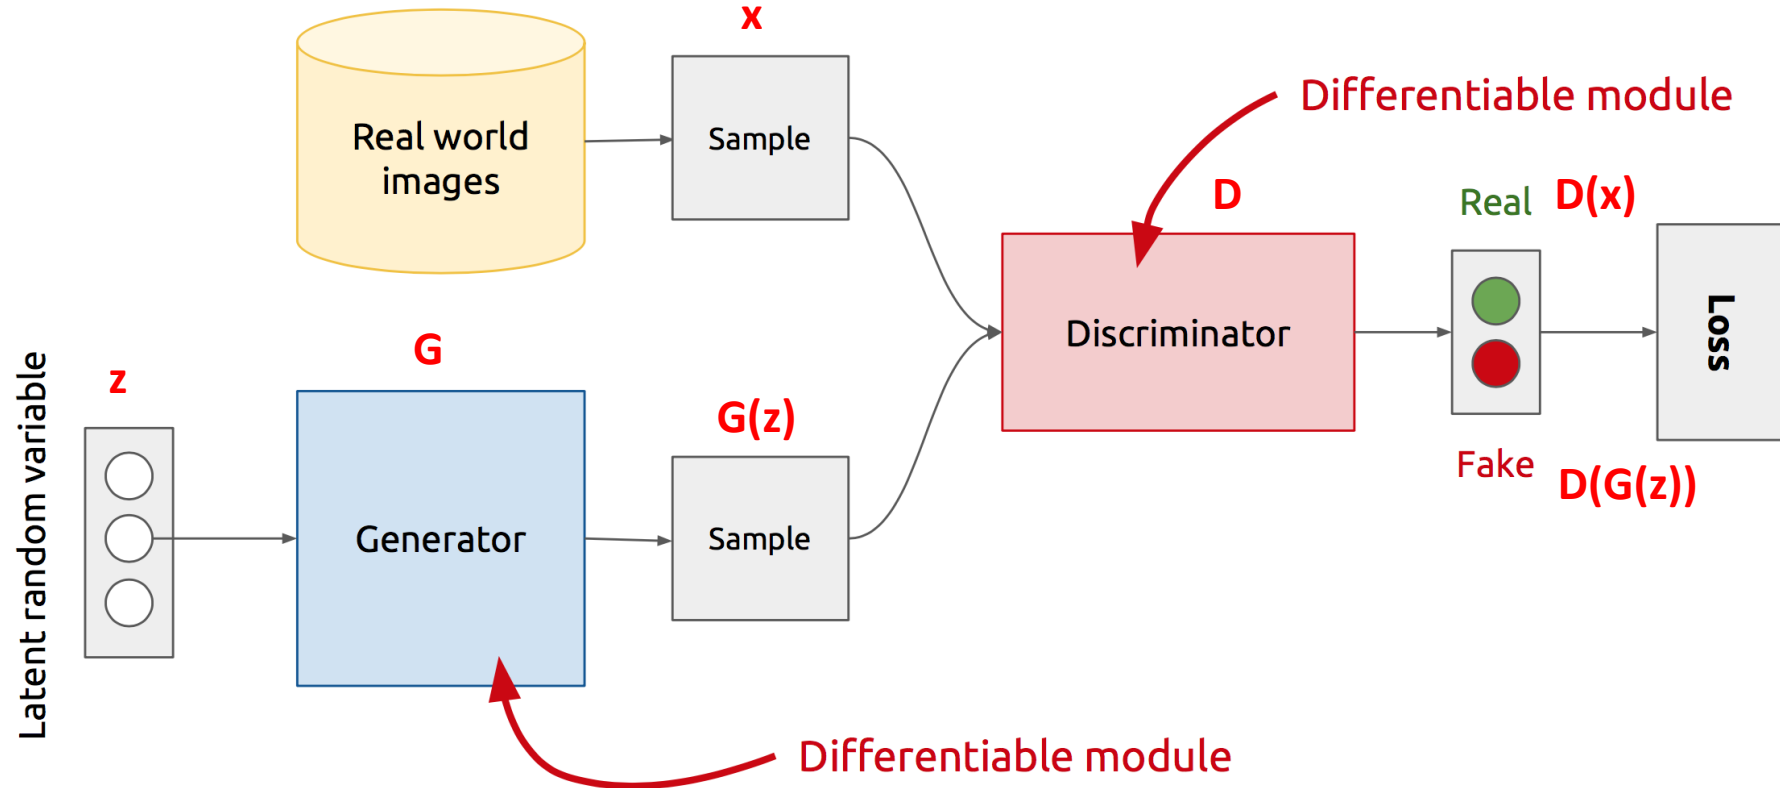 x
Real world
images
Sample
Differentiable module
D
Real
D(x)
Loss
Discriminator
Fake
D(G(z))
Latent random variable
z
G
Generator
G(z)
Sample
Differentiable module